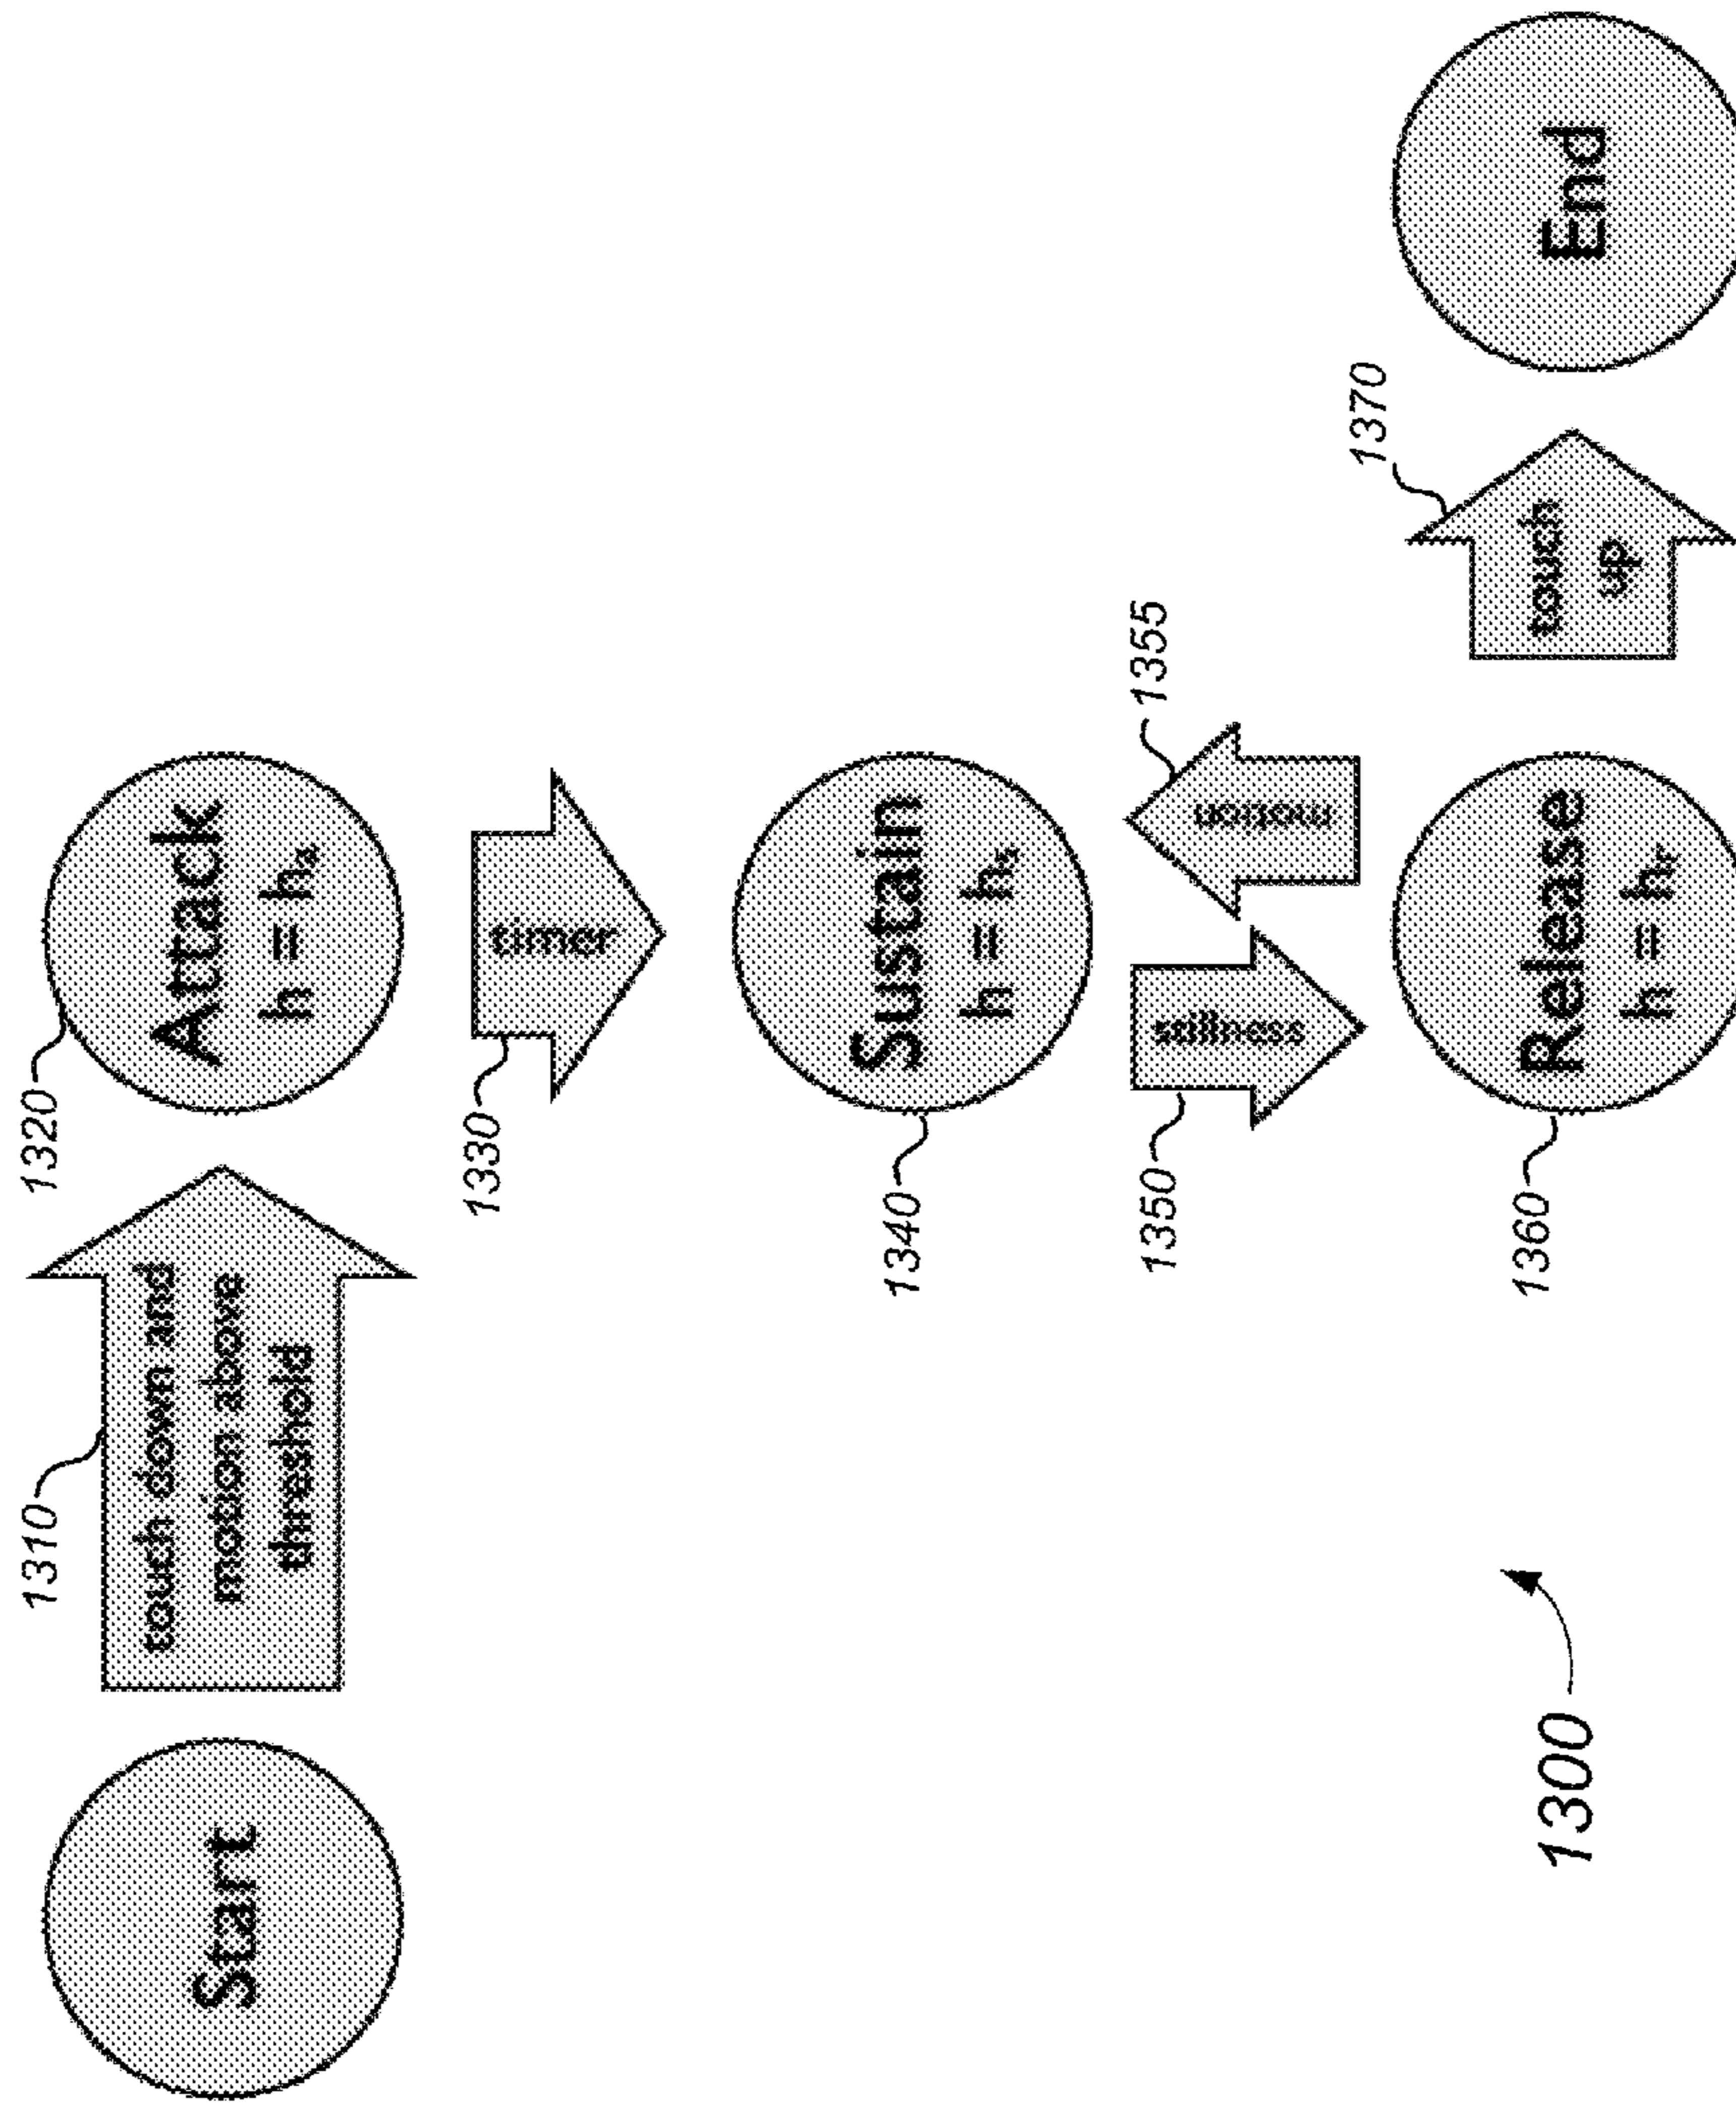 1310
1320
Start
touch down and
motion above
threshold
Attack
h = hₐ
1330
timer
1340
Sustain
h = hₛ
1350
stillness
motion
1355
1360
Release
h = hᵣ
1370
touch
up
End
1300